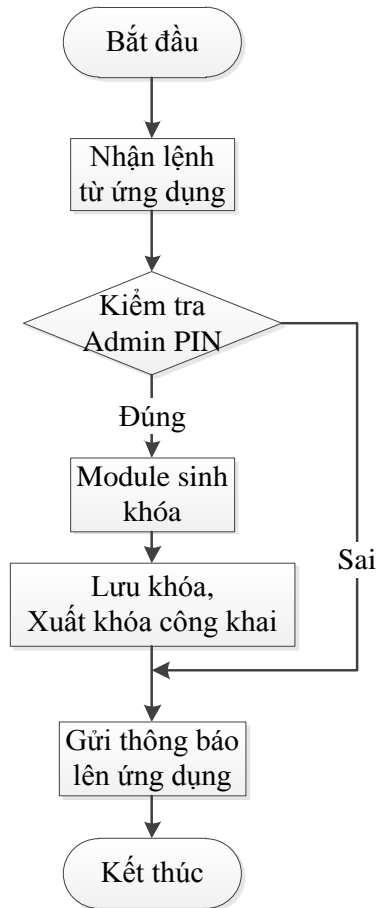 Bắt đầu
Nhận lệnh
từ ứng dụng
Kiểm tra
Admin PIN
Đúng
Module sinh
khóa
Sai
Lưu khóa,
Xuất khóa công khai
Gửi thông báo
lên ứng dụng
Kết thúc